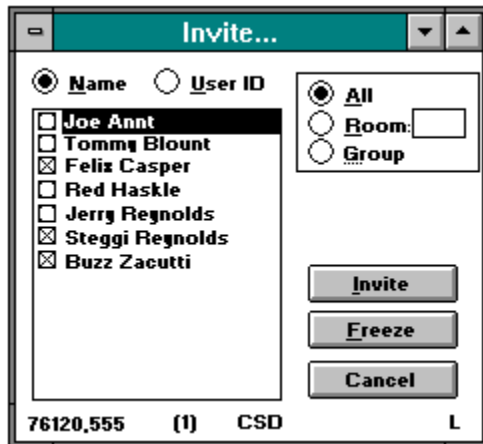 Invite...
Name User ID
All
Room:
Group
Joe Annt
Tommy Blount
Feliz Casper
Red Haskle
Jerry Reynolds
Steggi Reynolds
Buzz Zacutti
Invite
Freeze
Cancel
76120,555 (1) CSD L